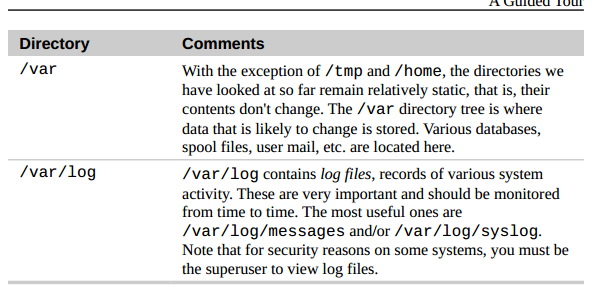 A Guided Tour
Directory Comments
/var With the exception of /tmp and /home, the directories we
have looked at so far remain relatively static, that is, their
contents don't change. The /var directory tree is where
data that is likely to change is stored. Various databases,
spool files, user mail, etc. are located here.
/var/log /var/log contains log files, records of various system
activity. These are very important and should be monitored
from time to time. The most useful ones are
/var/log/messages and/or /var/log/syslog.
Note that for security reasons on some systems, you must be
the superuser to view log files.